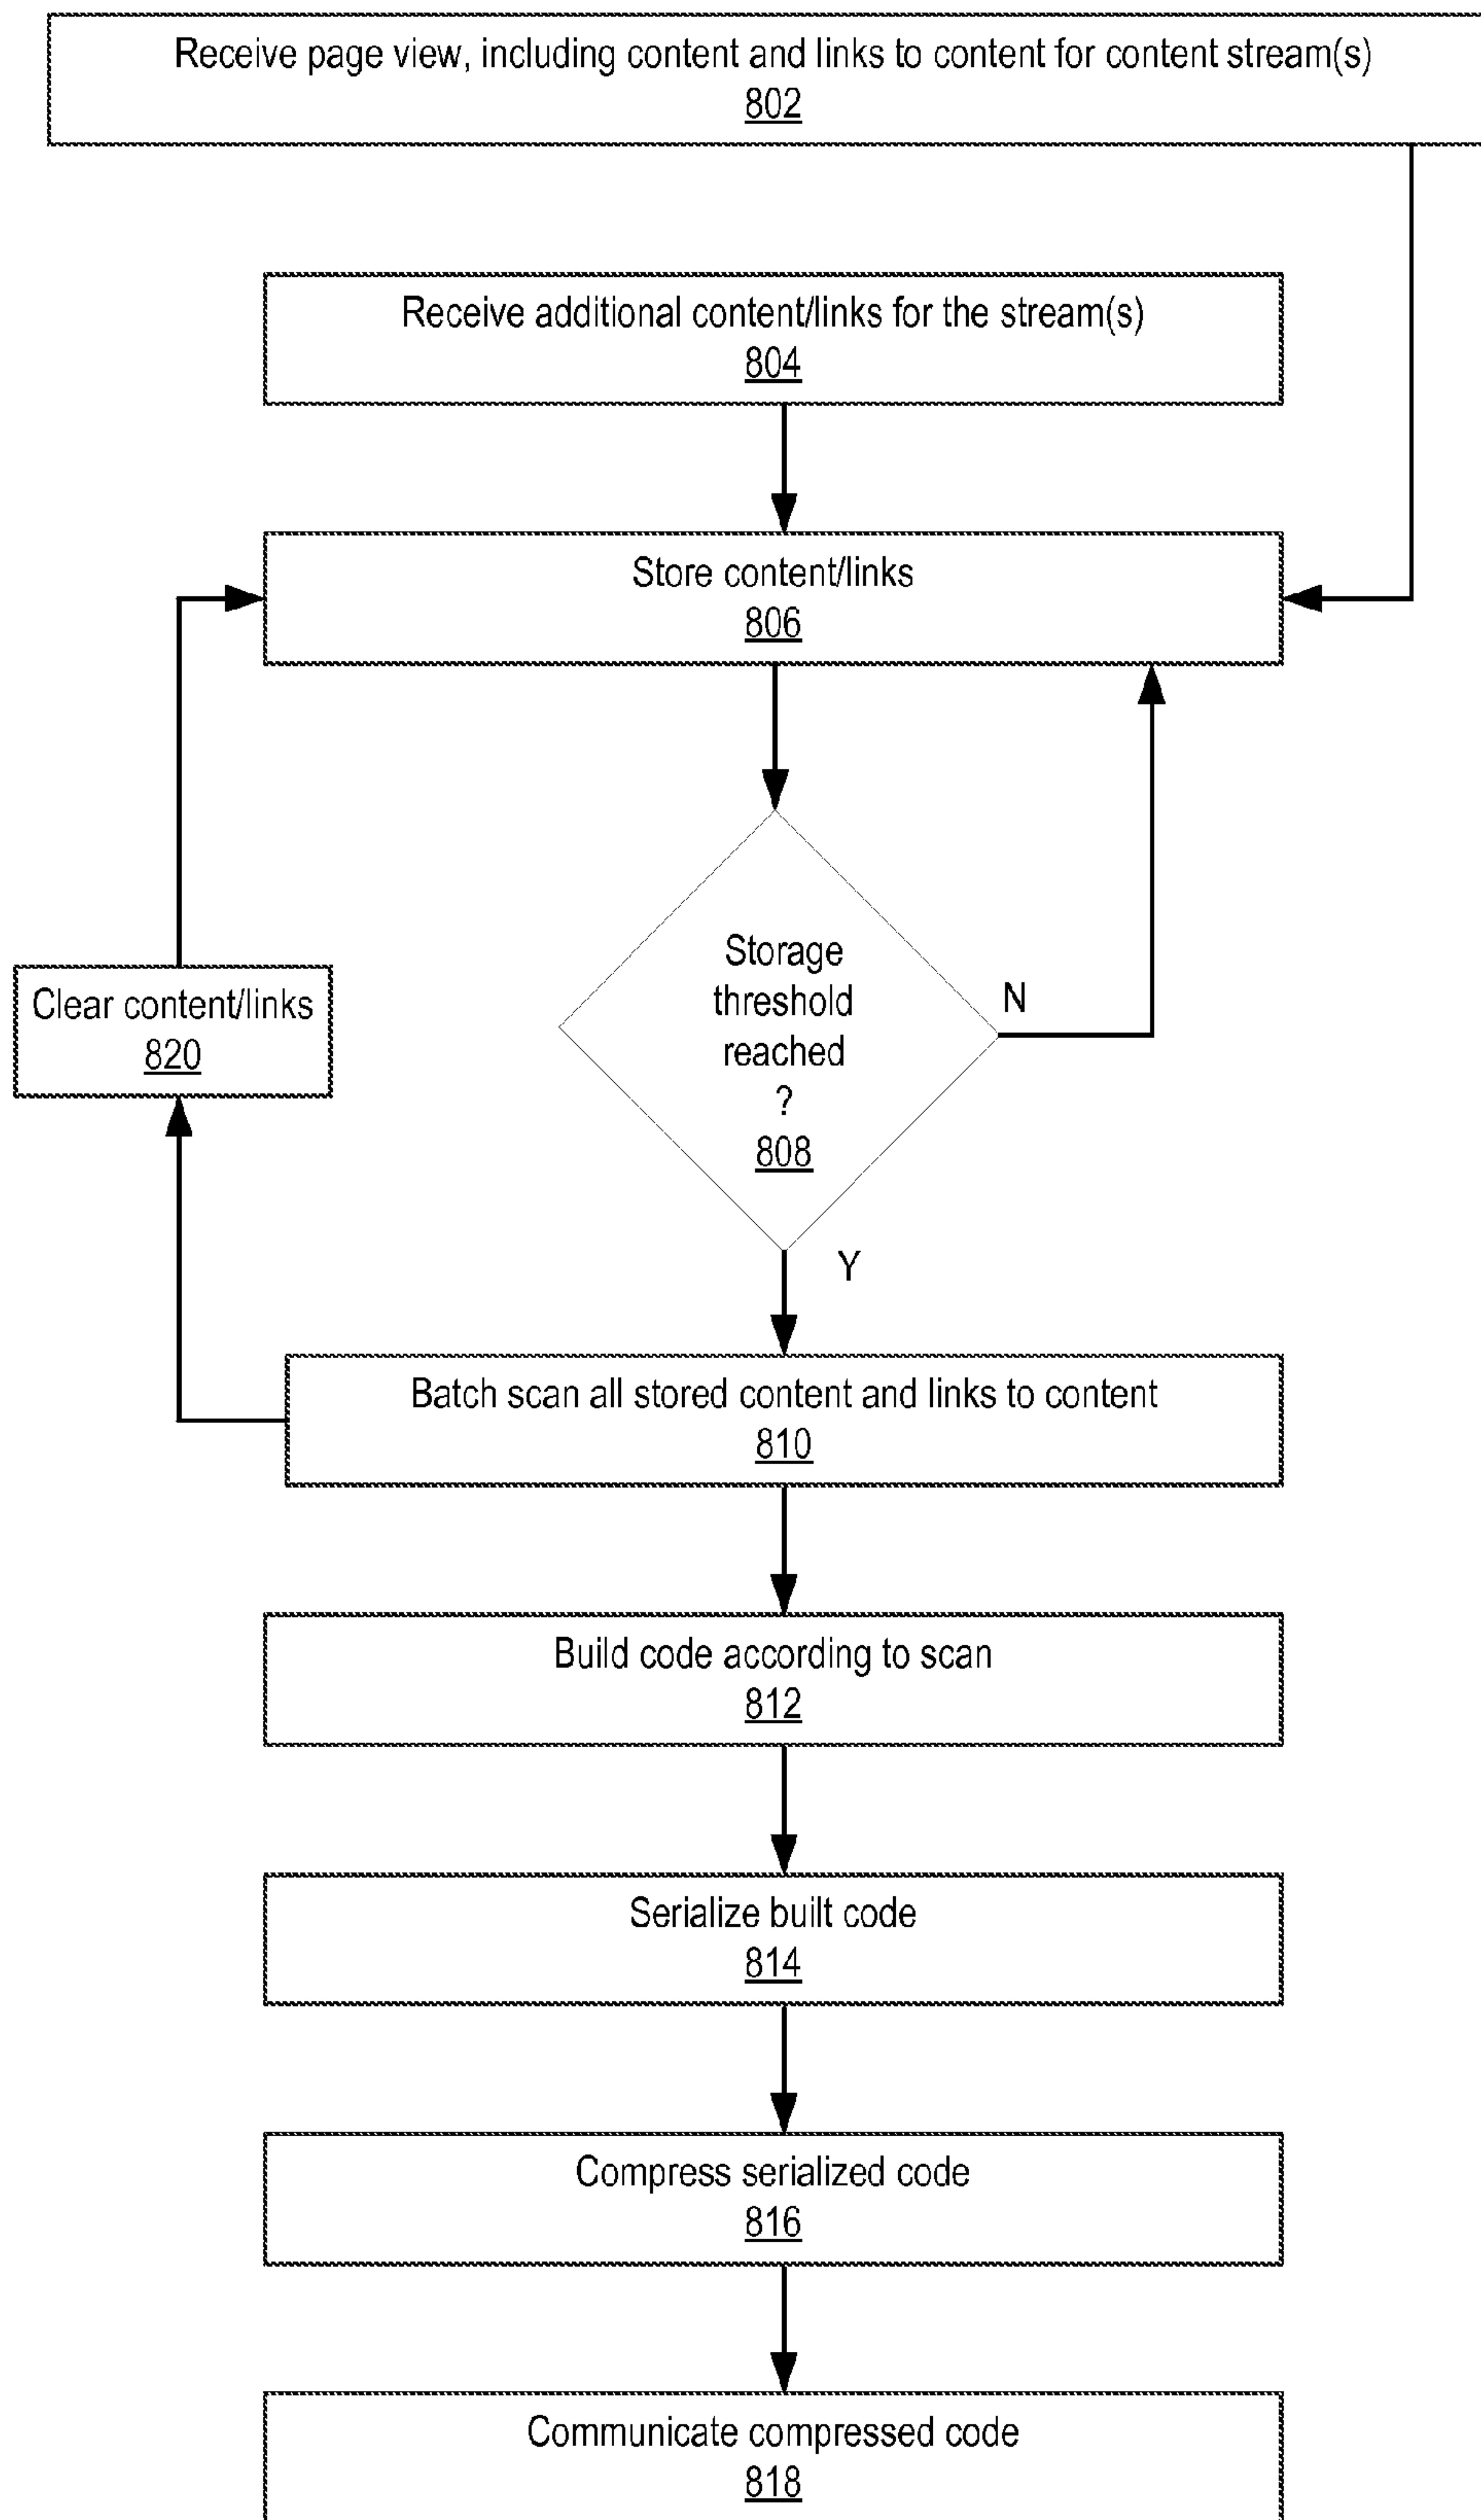 Receive page view, including content and links to content for content stream(s)
802
Receive additional content/links for the stream(s)
804
Store content/links
806
Storage
threshold
reached
?
808
N
Clear content/links
820
Y
Batch scan all stored content and links to content
810
Build code according to scan
812
Serialize built code
814
Compress serialized code
816
Communicate compressed code
818